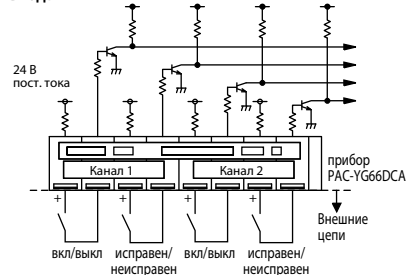 24 В
пост. тока
Канал 1
Канал 2
прибор
PAC-YG66DCA
+
+
+
+
Внешние
цепи
вкл/выкл
исправен/
неисправен
вкл/выкл
исправен/
неисправен